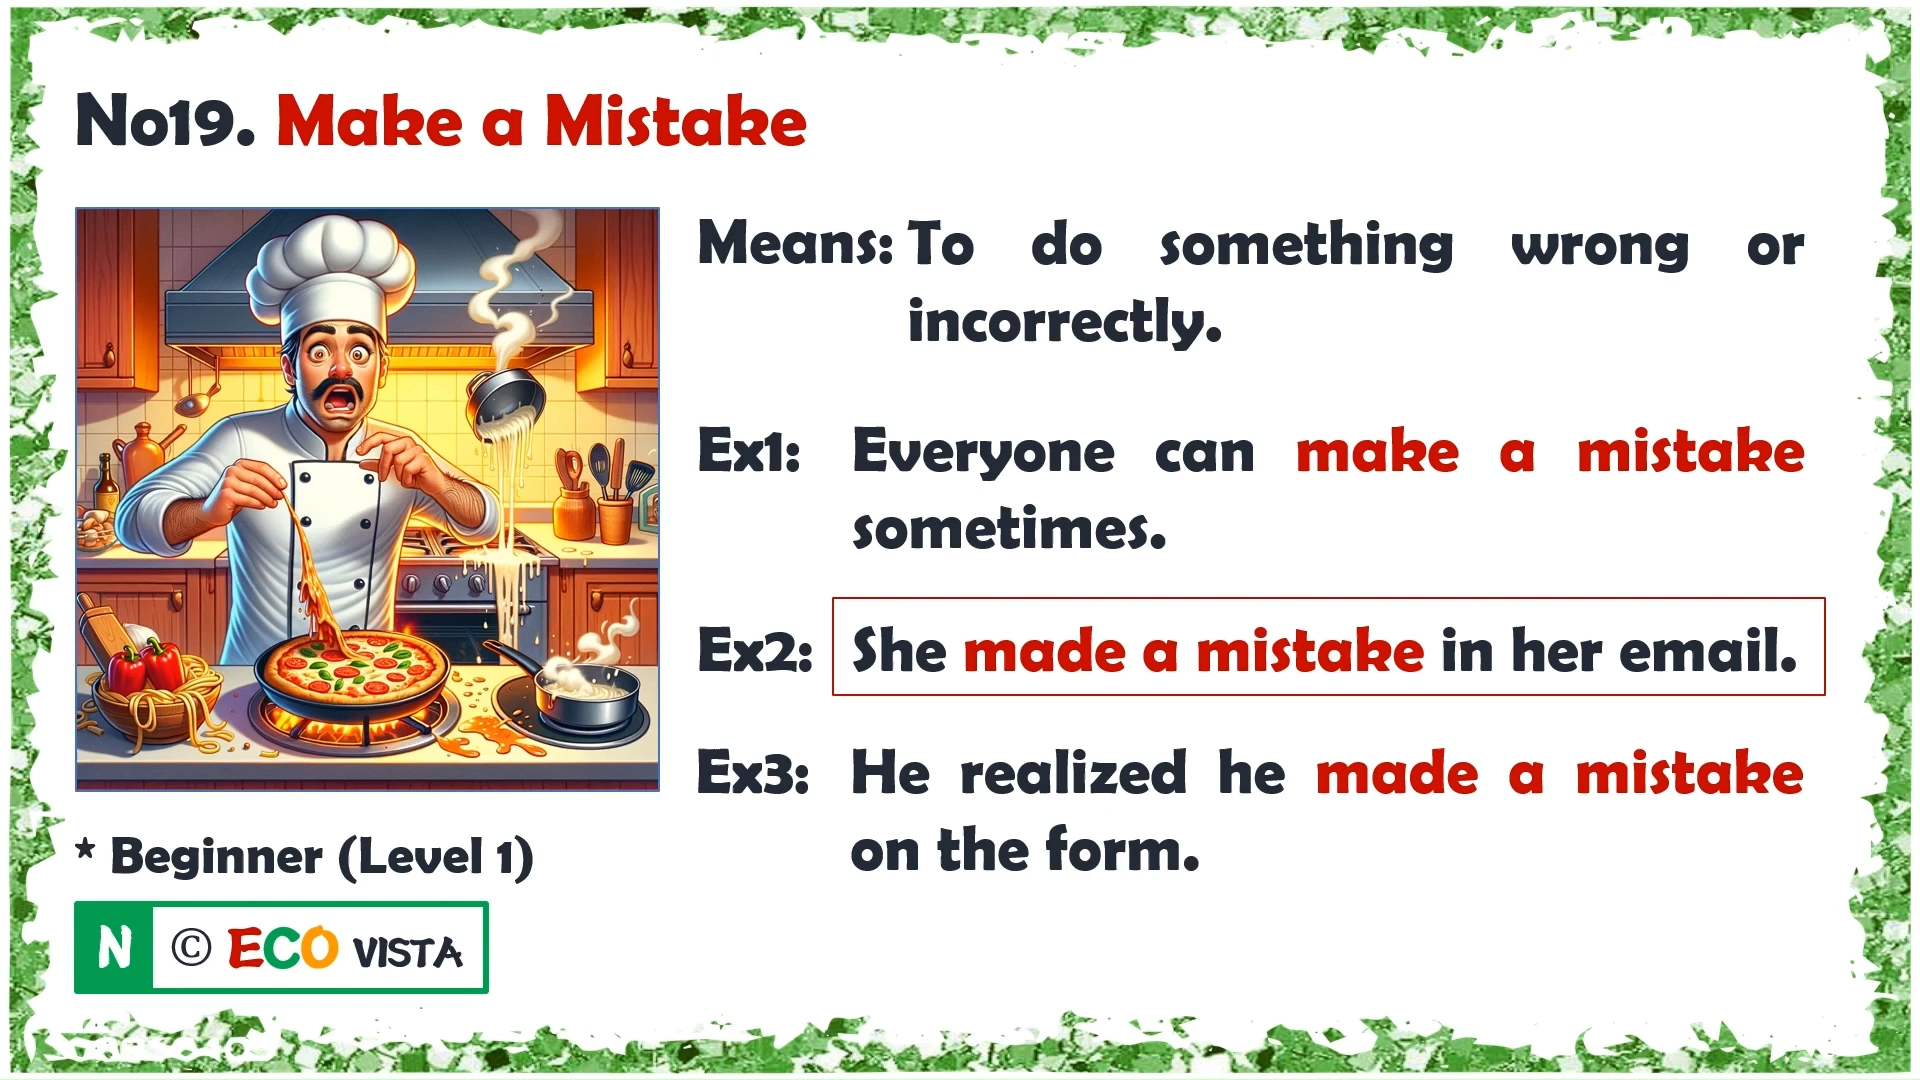 No19. Make a Mistake
Means: To do something wrong or
incorrectly.
Ex1: Everyone can make a mistake
sometimes.
Ex2: She made a mistake in her email.
Ex3: He realized he made a mistake
on the form.
* Beginner (Level 1)
N © ECO VISTA